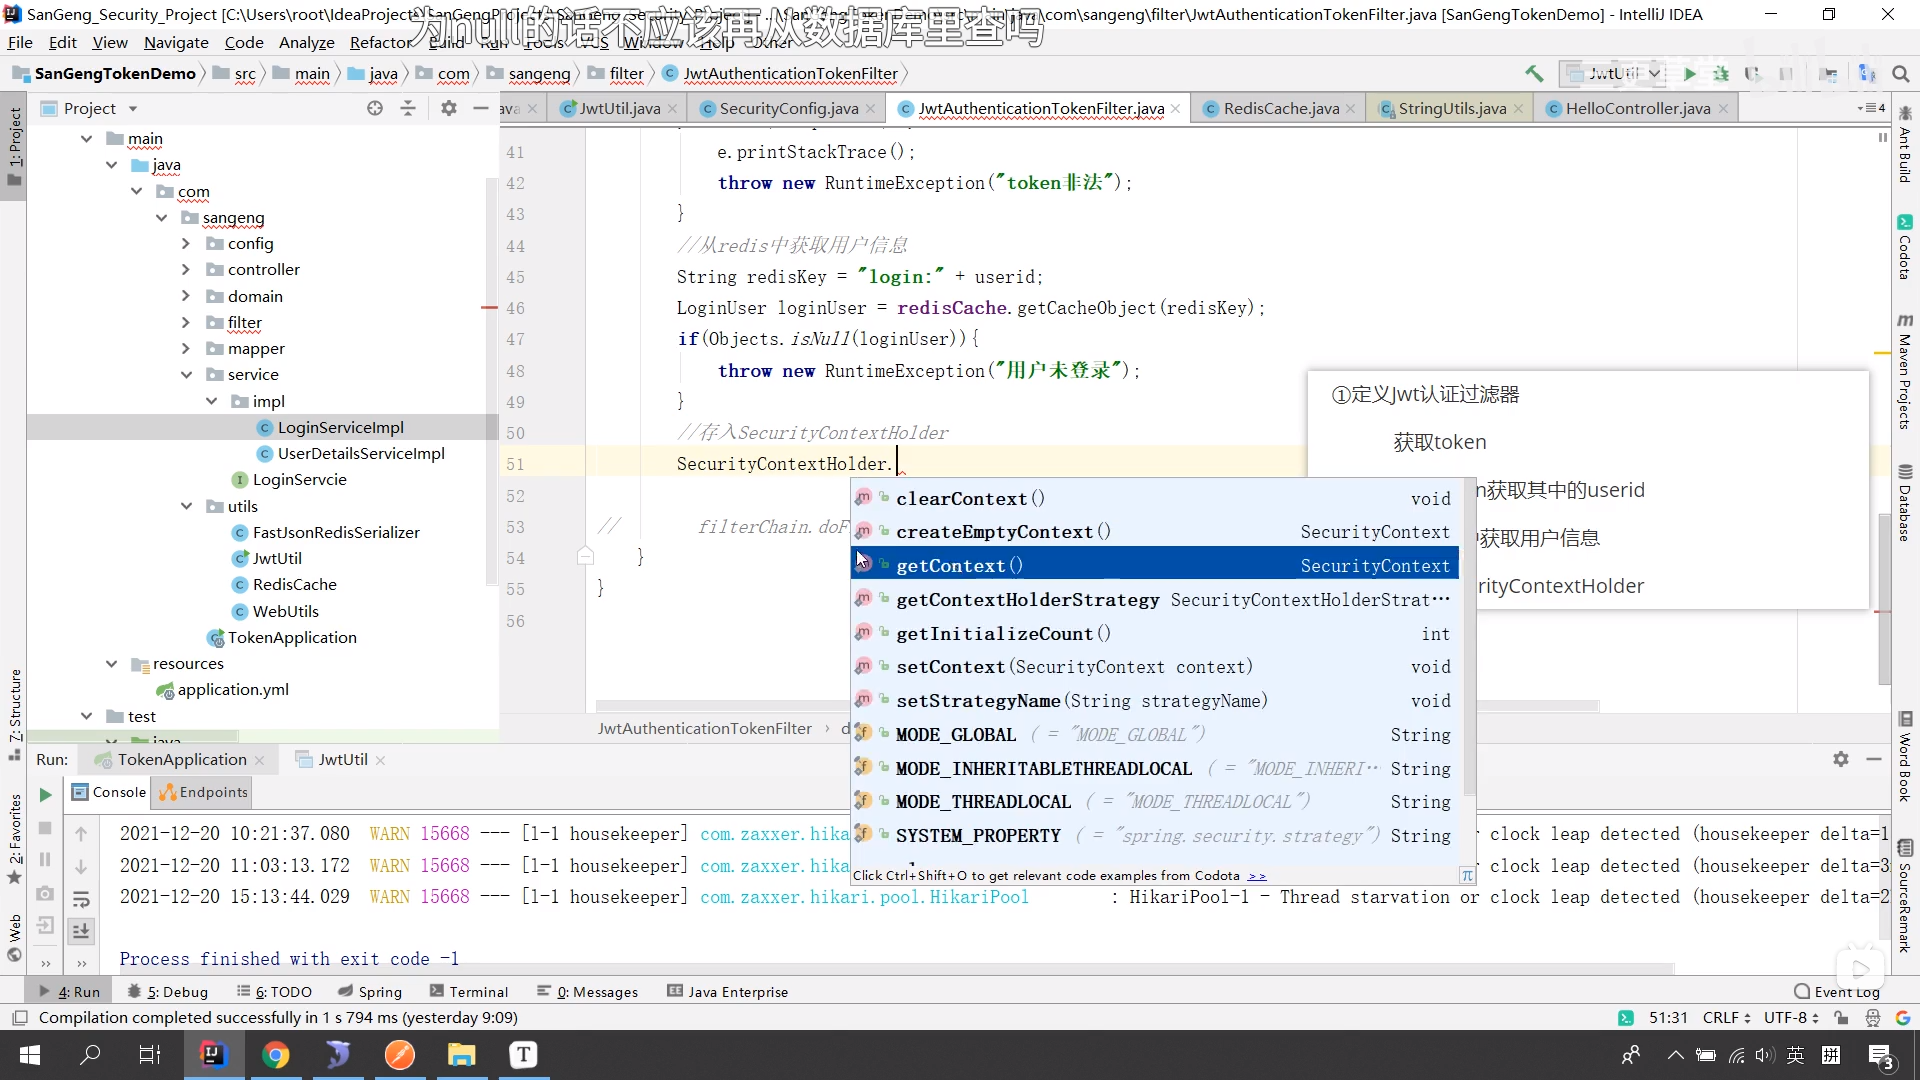 SanGeng_Security_Project [C:\Users\root\IdeaProject
\com\sangeng\filter\JwtAuthenticationTokenFilter.java [SanGengTokenDemo] - IntelliJ IDEA
为null的话不应该再从数据库里查吗
File Edit View Navigate Code Analyze Refactor Build Run Tools VCS Window Help Other
SanGengTokenDemo src main java com sangeng filter JwtAuthenticationTokenFilter
JwtUtil
Project
ava JwtUtil.java SecurityConfig.java JwtAuthenticationTokenFilter.java RedisCache.java StringUtils.java HelloController.java 4
1: Project
Z: Structure
2: Favorites
Web
main
java
com
sangeng
config
controller
domain
filter
mapper
service
impl
LoginServiceImpl
UserDetailsServiceImpl
LoginServcie
utils
FastJsonRedisSerializer
JwtUtil
RedisCache
WebUtils
TokenApplication
resources
application.yml
test
java
41 e.printStackTrace();
42 throw new RuntimeException("token非法");
43 }
44 //从redis中获取用户信息
45 String redisKey = "login:" + userid;
46 LoginUser loginUser = redisCache.getCacheObject(redisKey);
47 if(Objects.isNull(loginUser)){
48 throw new RuntimeException("用户未登录");
49 }
50 //存入SecurityContextHolder
51 SecurityContextHolder.
52
53 // filterChain.doF
54 }
55 }
56
clearContext() void
createEmptyContext() SecurityContext
getContext() SecurityContext
getContextHolderStrategy SecurityContextHolderStrat…
getInitializeCount() int
setContext(SecurityContext context) void
setStrategyName(String strategyName) void
MODE_GLOBAL ( = "MODE_GLOBAL") String
MODE_INHERITABLETHREADLOCAL ( = "MODE_INHERI… String
MODE_THREADLOCAL ( = "MODE_THREADLOCAL") String
SYSTEM_PROPERTY ( = "spring.security.strategy") String
Click Ctrl+Shift+O to get relevant code examples from Codota >>
π
①定义Jwt认证过滤器
获取token
n获取其中的userid
获取用户信息
rityContextHolder
Ant Build
Codota
Maven Projects
Database
Word Book
SourceRemark
JwtAuthenticationTokenFilter › d
Run: TokenApplication JwtUtil
Console Endpoints
2021-12-20 10:21:37.080 WARN 15668 --- [l-1 housekeeper] com.zaxxer.hika
r clock leap detected (housekeeper delta=1
2021-12-20 11:03:13.172 WARN 15668 --- [l-1 housekeeper] com.zaxxer.hika
r clock leap detected (housekeeper delta=3
2021-12-20 15:13:44.029 WARN 15668 --- [l-1 housekeeper] com.zaxxer.hikari.pool.HikariPool : HikariPool-1 - Thread starvation or clock leap detected (housekeeper delta=2
Process finished with exit code -1
4: Run 5: Debug 6: TODO Spring Terminal 0: Messages Java Enterprise Event Log
Compilation completed successfully in 1 s 794 ms (yesterday 9:09) 51:31 CRLF UTF-8
英 拼 3